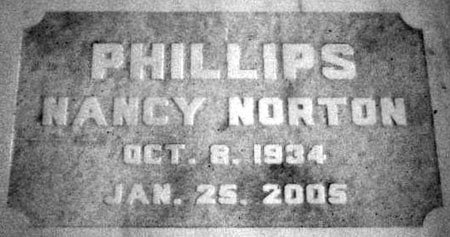 PHILLIPS
NANCY NORTON
OCT. 8. 1934
JAN. 25. 2005